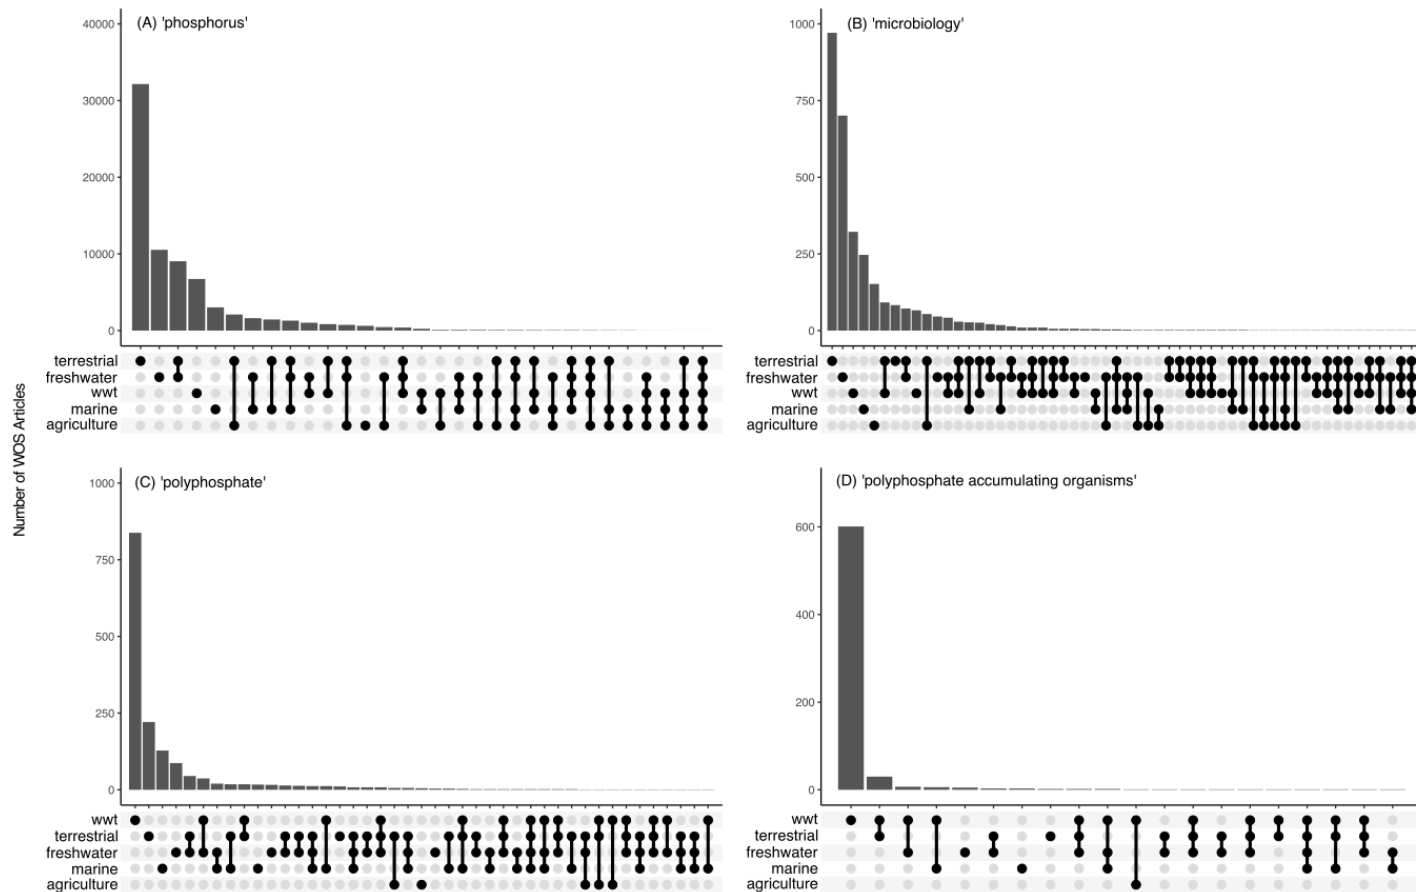 Number of WOS Articles
(A) 'phosphorus'
40000
30000
20000
10000
0
terrestrial
freshwater
wwt
marine
agriculture
(B) 'microbiology'
1000
750
500
250
0
terrestrial
freshwater
wwt
marine
agriculture
(C) 'polyphosphate'
1000
750
500
250
0
wwt
terrestrial
freshwater
marine
agriculture
(D) 'polyphosphate accumulating organisms'
600
400
200
0
wwt
terrestrial
freshwater
marine
agriculture